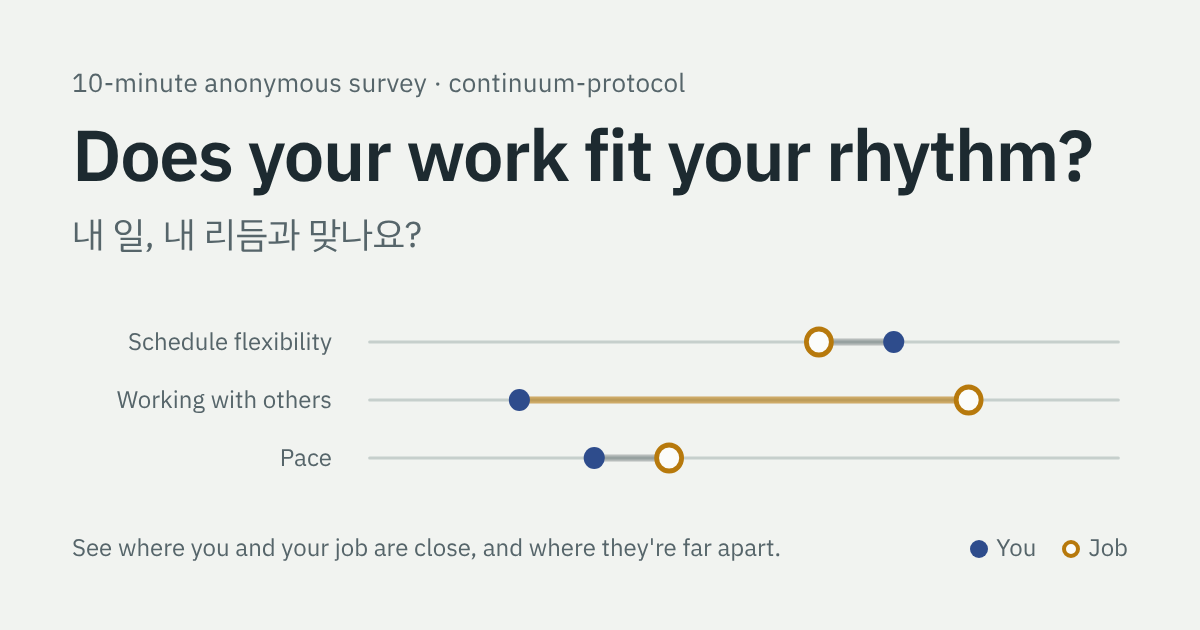 10-minute anonymous survey · continuum-protocol
Does your work fit your rhythm?
내 일, 내 리듬과 맞나요?
Schedule flexibility
Working with others
Pace
See where you and your job are close, and where they're far apart.
You
Job